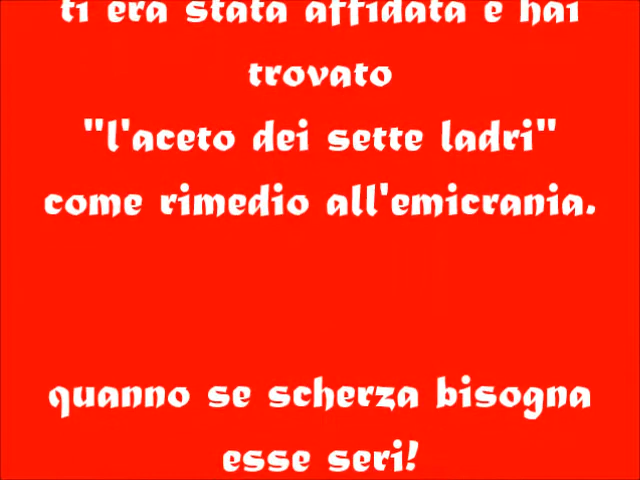 ti era stata affidata e hai
trovato
"l'aceto dei sette ladri"
come rimedio all'emicrania.
quanno se scherza bisogna
esse seri!